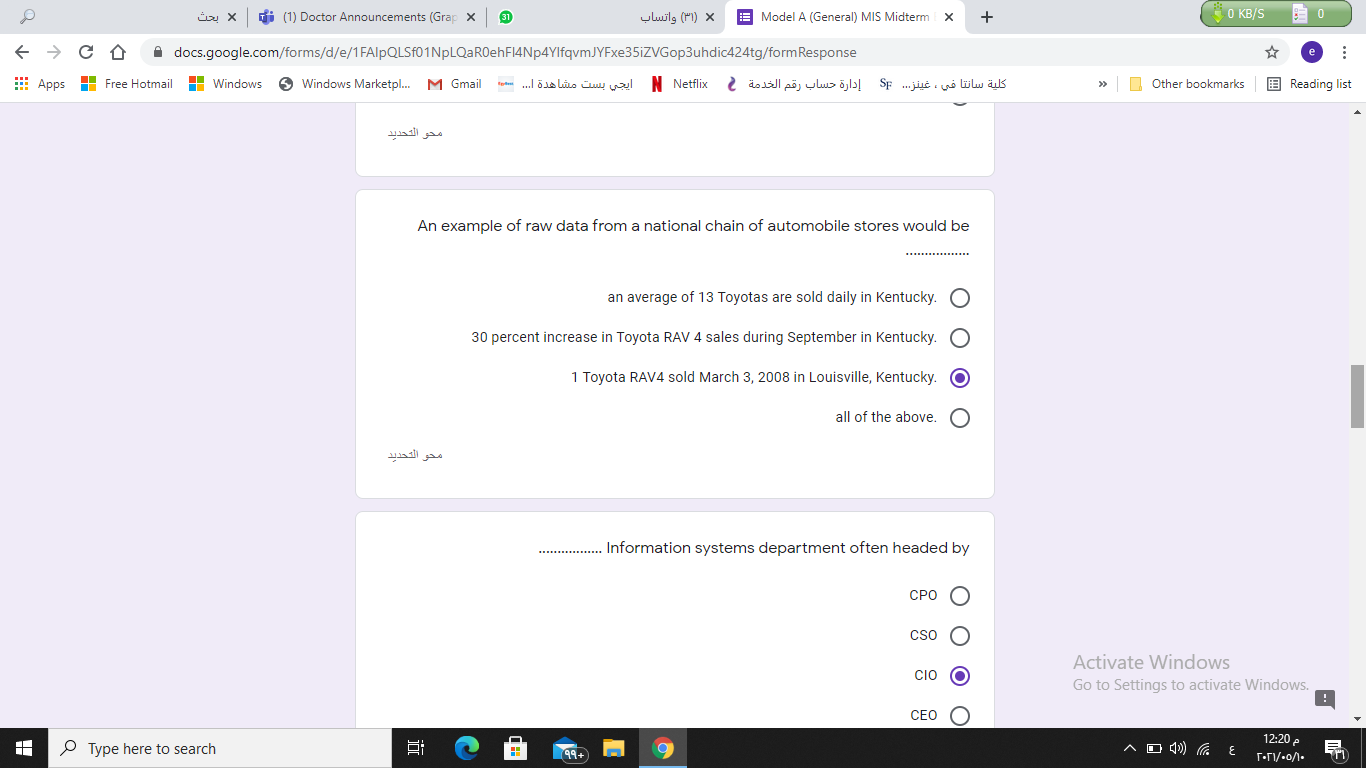 بحث
(1) Doctor Announcements (Grap
31
(٣١) واتساب
Model A (General) MIS Midterm
0 KB/S
0
docs.google.com/forms/d/e/1FAIpQLSf01NpLQaR0ehFI4Np4YIfqvmJYFxe35iZVGop3uhdic424tg/formResponse
e
Apps
Free Hotmail
Windows
Windows Marketpl...
Gmail
ايجي بست مشاهدة ا...
Netflix
إدارة حساب رقم الخدمة
SF
كلية سانتا في ، غينز...
»
Other bookmarks
Reading list
محو التحديد
An example of raw data from a national chain of automobile stores would be
.................
an average of 13 Toyotas are sold daily in Kentucky.
30 percent increase in Toyota RAV 4 sales during September in Kentucky.
1 Toyota RAV4 sold March 3, 2008 in Louisville, Kentucky.
all of the above.
محو التحديد
................. Information systems department often headed by
CPO
CSO
CIO
CEO
Activate Windows
Go to Settings to activate Windows.
Type here to search
٩٩+
ع
12:20 م
٢٠٢١/٠٥/١٠
٣٦